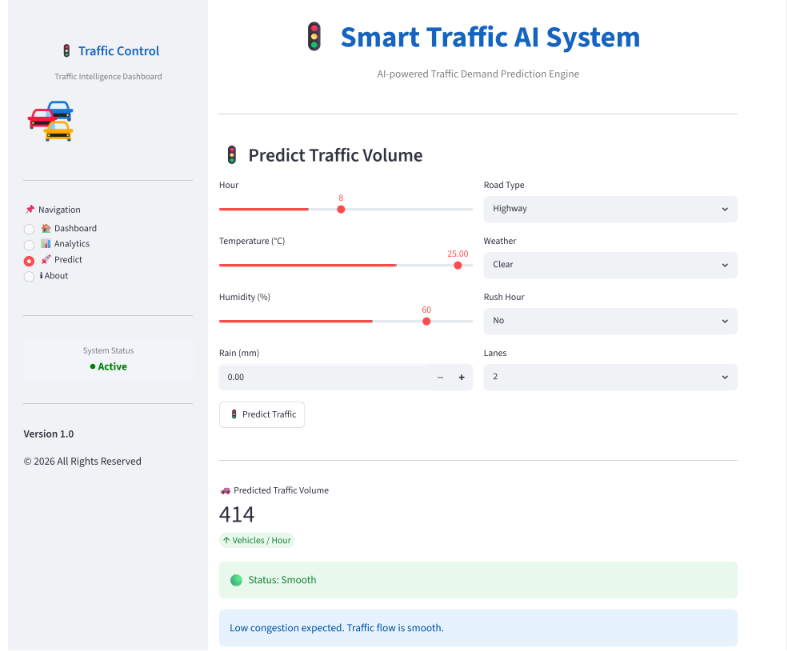 Traffic Control
Traffic Intelligence Dashboard
Navigation
Dashboard
Analytics
Predict
About
System Status
Active
Version 1.0
© 2026 All Rights Reserved
Smart Traffic AI System
AI-powered Traffic Demand Prediction Engine
Predict Traffic Volume
Hour
8
Road Type
Highway
Temperature (°C)
25.00
Weather
Clear
Humidity (%)
60
Rush Hour
No
Rain (mm)
0.00
Lanes
2
Predict Traffic
Predicted Traffic Volume
414
↑ Vehicles / Hour
Status: Smooth
Low congestion expected. Traffic flow is smooth.